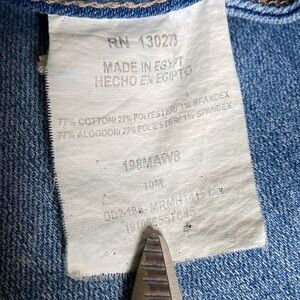 RN 130273
MADE IN EGYPT
HECHO EN EGIPTO
77% COTTON/ 22% POLYESTER/ 1% SPANDEX
77% ALGODON/ 22% POLIESTER/ 1% SPANDEX
198MAWB
10M